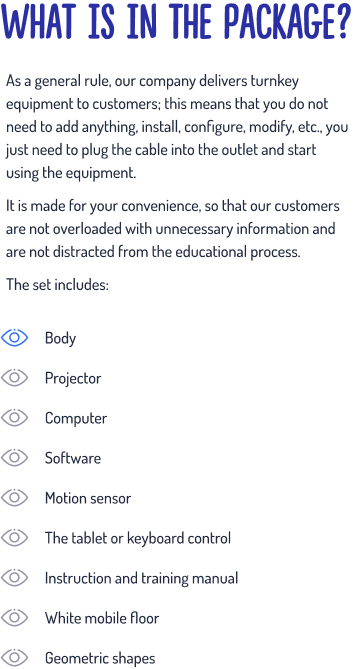 WHAT IS IN THE PACKAGE?
As a general rule, our company delivers turnkey
equipment to customers; this means that you do not
need to add anything, install, configure, modify, etc., you
just need to plug the cable into the outlet and start
using the equipment.
It is made for your convenience, so that our customers
are not overloaded with unnecessary information and
are not distracted from the educational process.
The set includes:
Body
Projector
Computer
Software
Motion sensor
The tablet or keyboard control
Instruction and training manual
White mobile floor
Geometric shapes